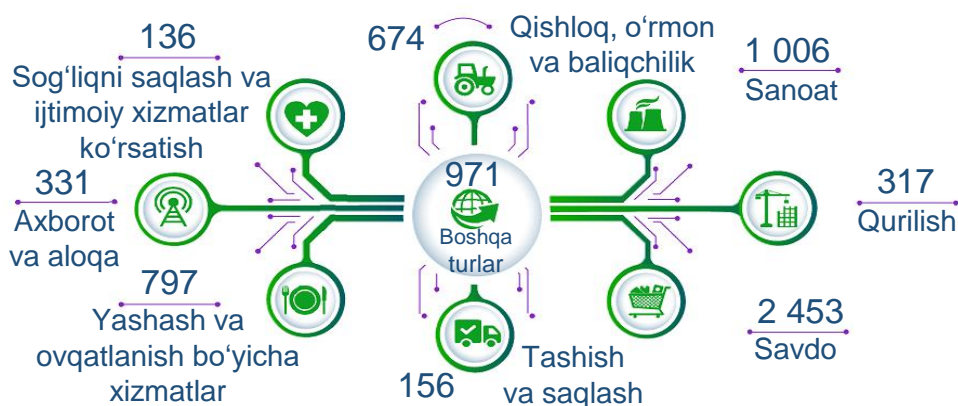 136
Sog‘liqni saqlash va
ijtimoiy xizmatlar
ko‘rsatish
674
Qishloq, o‘rmon
va baliqchilik
1 006
Sanoat
331
Axborot
va aloqa
971
Boshqa
turlar
317
Qurilish
797
Yashash va
ovqatlanish bo‘yicha
xizmatlar
156
Tashish
va saqlash
2 453
Savdo